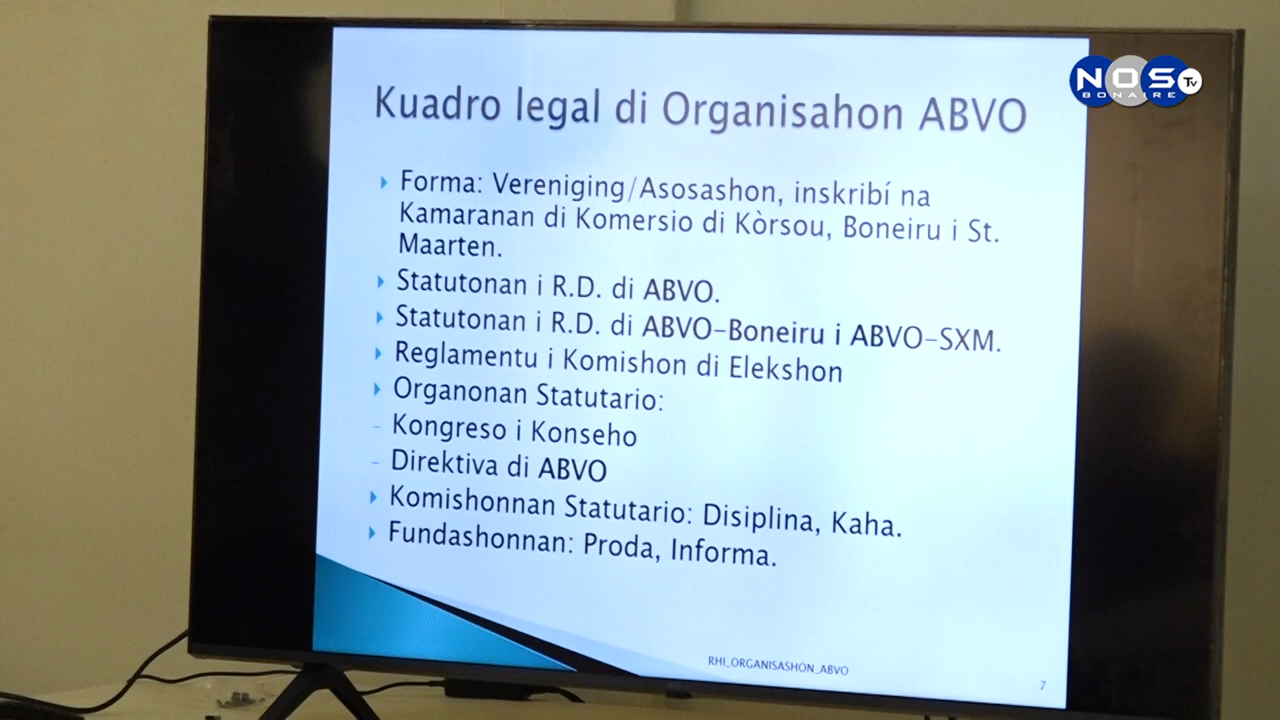 NOS TV
BONAIRE
Kuadro legal di Organisahon ABVO
Forma: Vereniging/Asosashon, inskribí na
Kamaranan di Komersio di Kòrsou, Boneiru i St.
Maarten.
Statutonan i R.D. di ABVO.
Statutonan i R.D. di ABVO-Boneiru i ABVO-SXM.
Reglamentu i Komishon di Elekshon
Organonan Statutario:
- Kongreso i Konseho
- Direktiva di ABVO
Komishonnan Statutario: Disiplina, Kaha.
Fundashonnan: Proda, Informa.
RHI_ORGANISASHON_ABVO
7